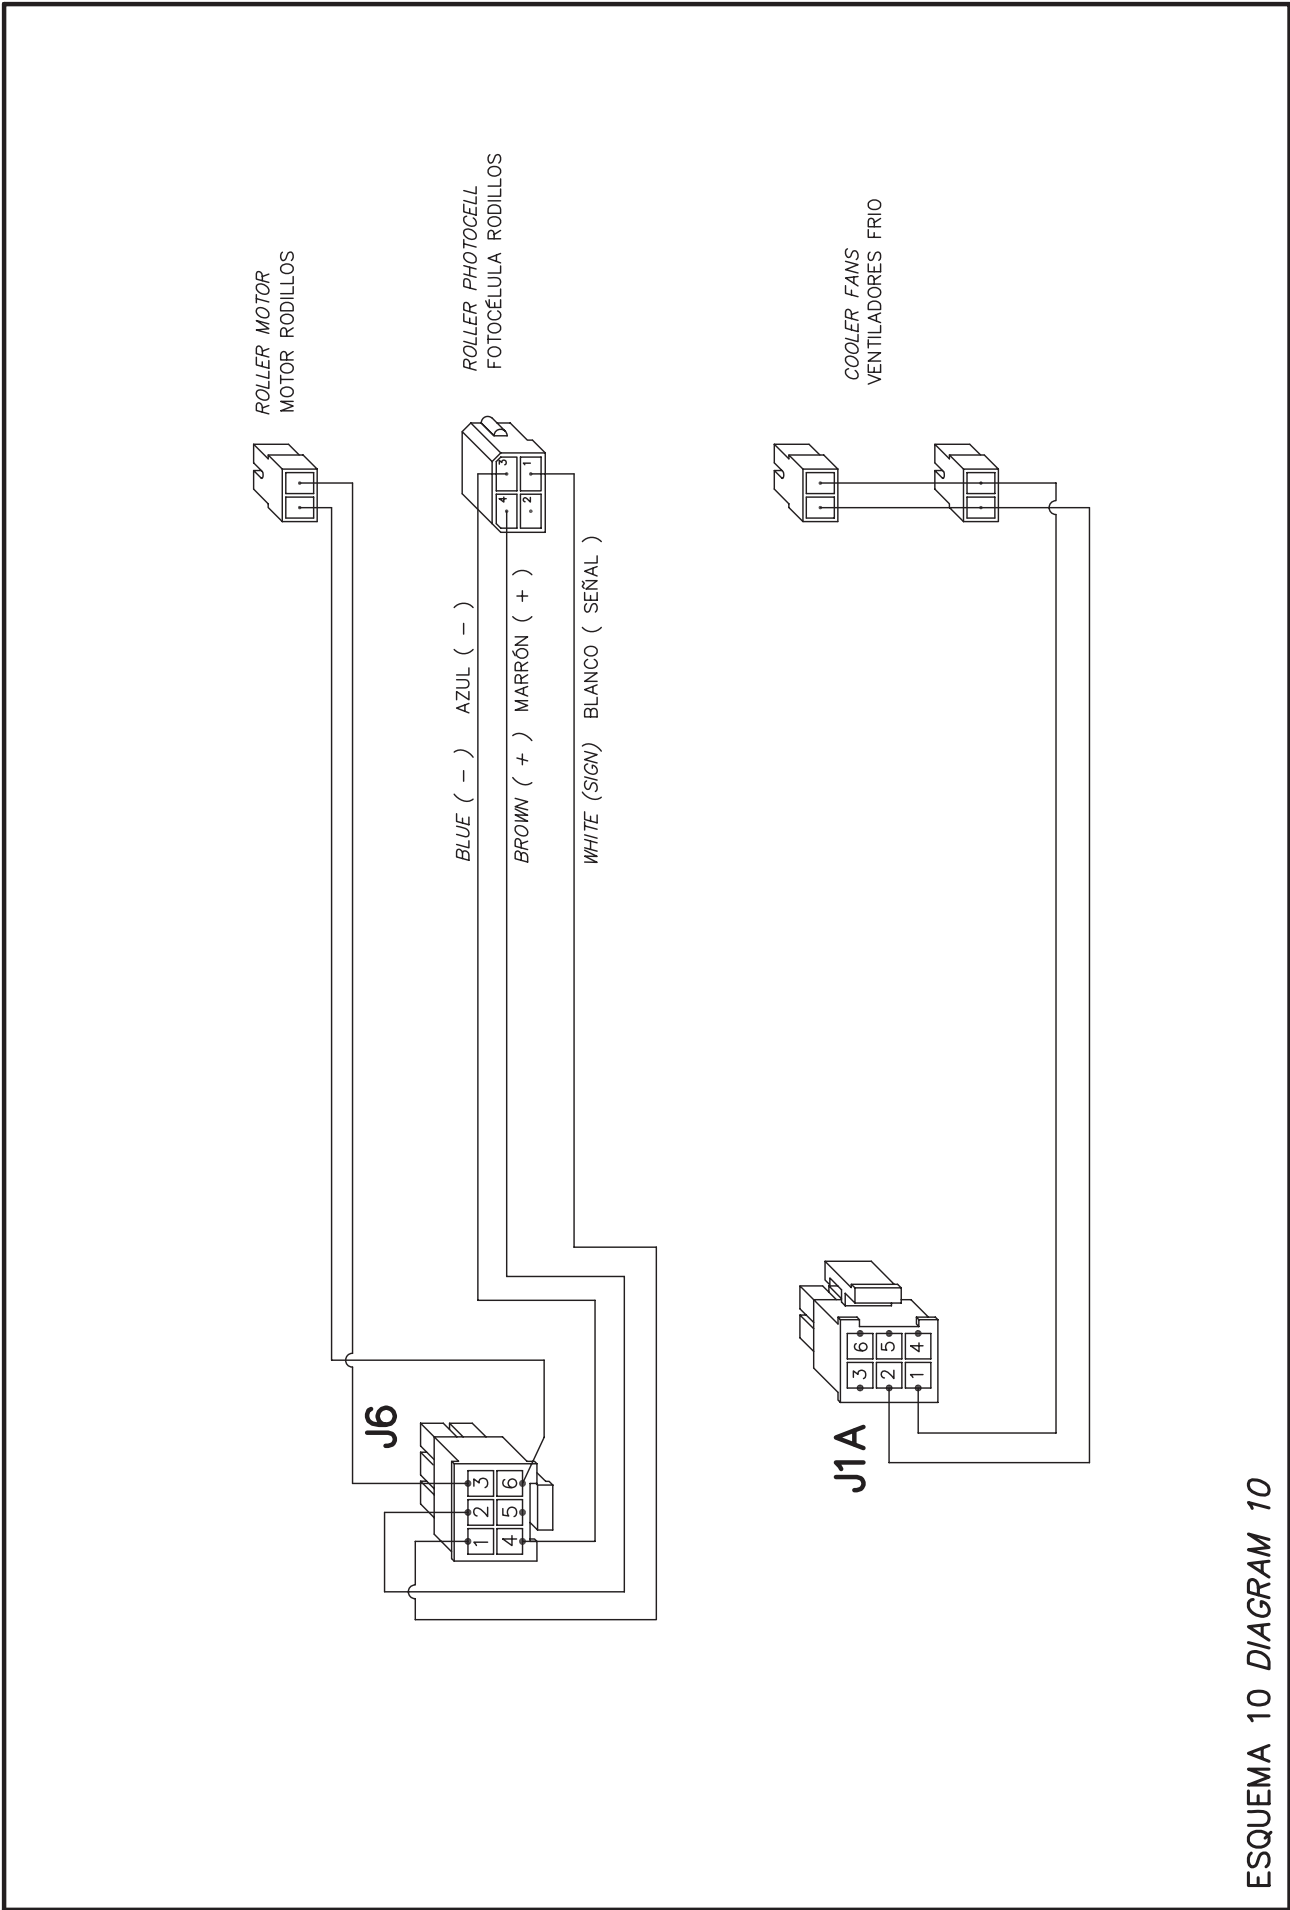 ROLLER MOTOR
MOTOR RODILLOS
ROLLER PHOTOCELL
FOTOCÉLULA RODILLOS
3
1
4
2
BLUE ( − ) AZUL ( − )
BROWN ( + ) MARRÓN ( + )
WHITE (SIGN) BLANCO ( SEÑAL )
J6
1
2
3
4
5
6
COOLER FANS
VENTILADORES FRIO
J1A
3
6
2
5
1
4
ESQUEMA 10 DIAGRAM 10